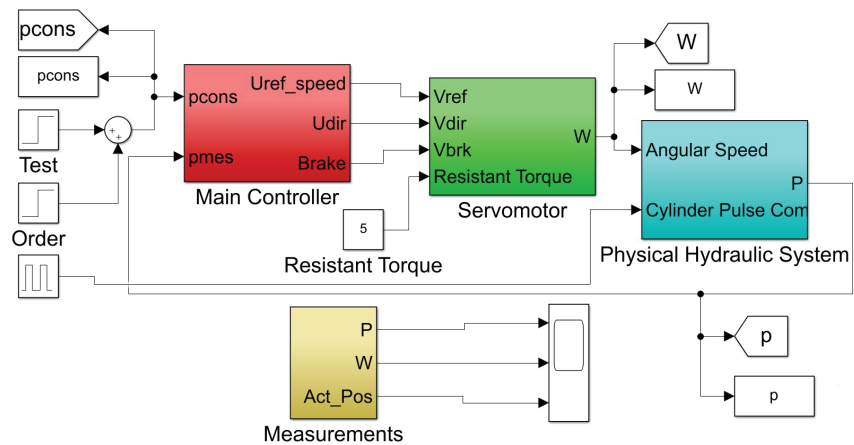 pcons
pcons
Test
+
+
Order
pcons
pmes
Uref_speed
Udir
Brake
Main Controller
5
Resistant Torque
Vref
Vdir
Vbrk
Resistant Torque
W
Servomotor
W
W
Angular Speed
Cylinder Pulse Com
P
Physical Hydraulic System
P
W
Act_Pos
Measurements
p
p